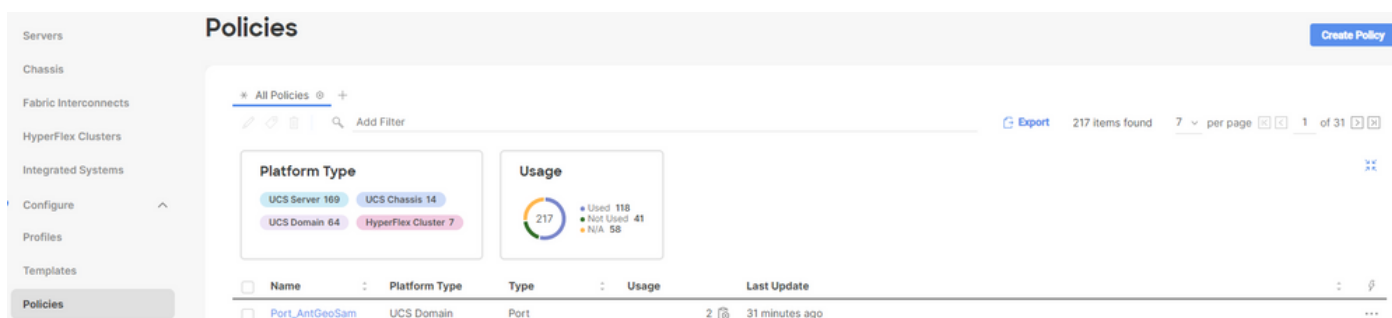 Policies
Create Policy
Servers
Chassis
Fabric Interconnects
HyperFlex Clusters
Integrated Systems
Configure
Profiles
Templates
Policies
All Policies
Add Filter
Export 217 items found 7 per page 1 of 31
Platform Type
UCS Server 169 UCS Chassis 14
UCS Domain 64 HyperFlex Cluster 7
Usage
217
Used 118
Not Used 41
N/A 58
Name Platform Type Type Usage Last Update
Port_AntGeoSam UCS Domain Port 2 31 minutes ago